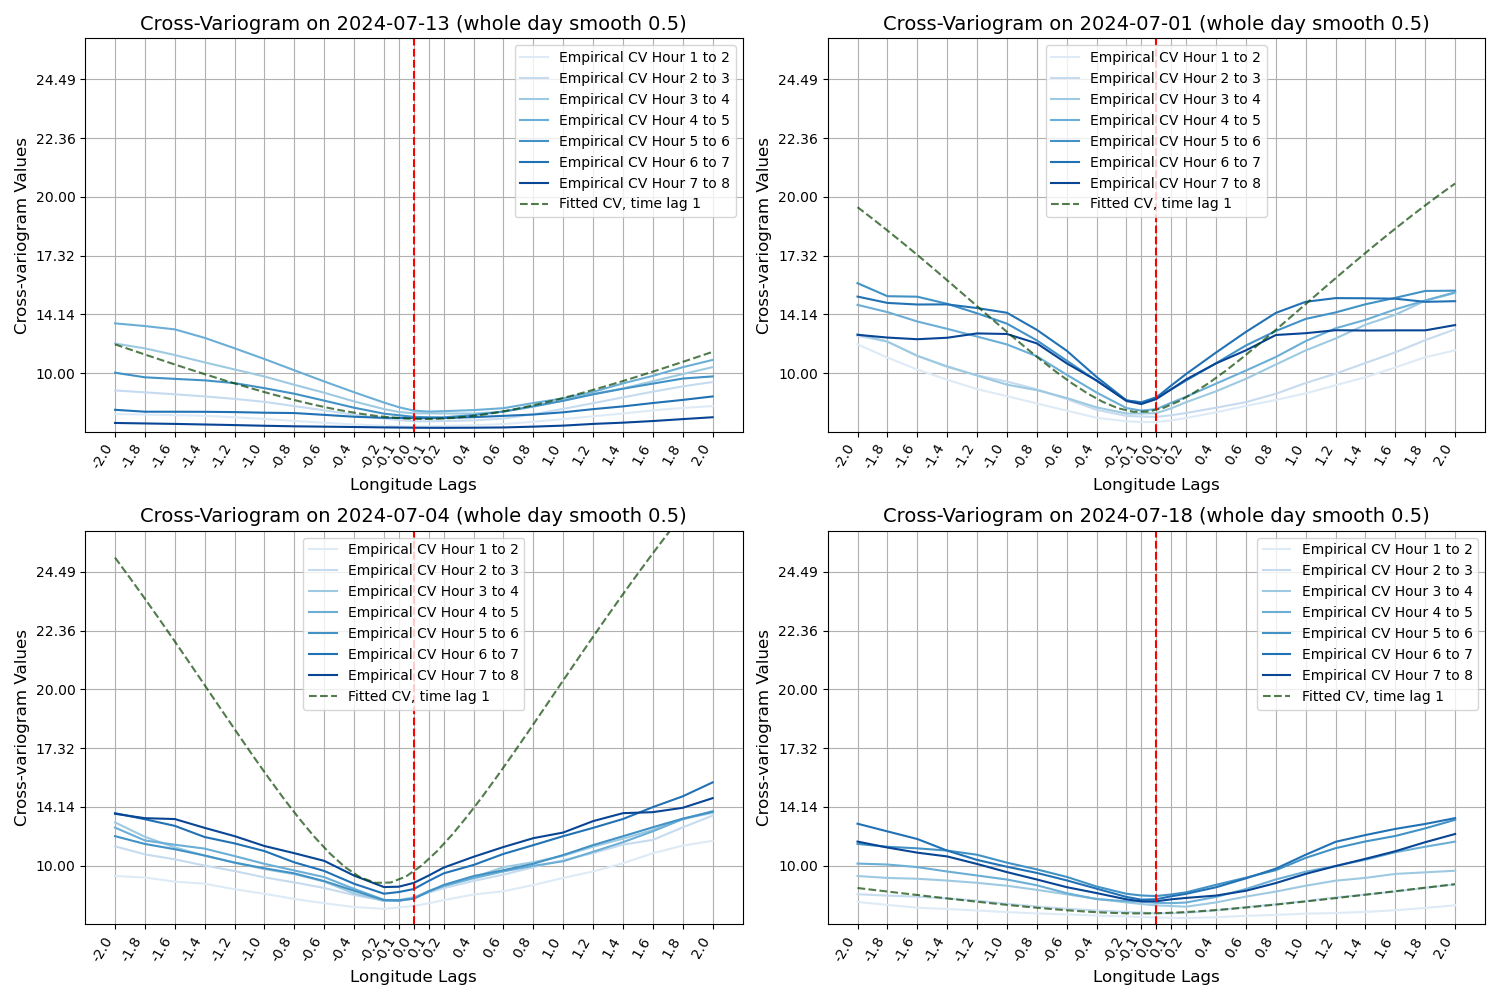 Cross-Variogram on 2024-07-13 (whole day smooth 0.5)
Cross-variogram Values
24.49
22.36
20.00
17.32
14.14
10.00
Empirical CV Hour 1 to 2
Empirical CV Hour 2 to 3
Empirical CV Hour 3 to 4
Empirical CV Hour 4 to 5
Empirical CV Hour 5 to 6
Empirical CV Hour 6 to 7
Empirical CV Hour 7 to 8
Fitted CV, time lag 1
-2.0 -1.8 -1.6 -1.4 -1.2 -1.0 -0.8 -0.6 -0.4 -0.2 -0.1 0.0 0.1 0.2 0.4 0.6 0.8 1.0 1.2 1.4 1.6 1.8 2.0
Longitude Lags
Cross-Variogram on 2024-07-01 (whole day smooth 0.5)
Cross-variogram Values
24.49
22.36
20.00
17.32
14.14
10.00
Empirical CV Hour 1 to 2
Empirical CV Hour 2 to 3
Empirical CV Hour 3 to 4
Empirical CV Hour 4 to 5
Empirical CV Hour 5 to 6
Empirical CV Hour 6 to 7
Empirical CV Hour 7 to 8
Fitted CV, time lag 1
-2.0 -1.8 -1.6 -1.4 -1.2 -1.0 -0.8 -0.6 -0.4 -0.2 -0.1 0.0 0.1 0.2 0.4 0.6 0.8 1.0 1.2 1.4 1.6 1.8 2.0
Longitude Lags
Cross-Variogram on 2024-07-04 (whole day smooth 0.5)
Cross-variogram Values
24.49
22.36
20.00
17.32
14.14
10.00
Empirical CV Hour 1 to 2
Empirical CV Hour 2 to 3
Empirical CV Hour 3 to 4
Empirical CV Hour 4 to 5
Empirical CV Hour 5 to 6
Empirical CV Hour 6 to 7
Empirical CV Hour 7 to 8
Fitted CV, time lag 1
-2.0 -1.8 -1.6 -1.4 -1.2 -1.0 -0.8 -0.6 -0.4 -0.2 -0.1 0.0 0.1 0.2 0.4 0.6 0.8 1.0 1.2 1.4 1.6 1.8 2.0
Longitude Lags
Cross-Variogram on 2024-07-18 (whole day smooth 0.5)
Cross-variogram Values
24.49
22.36
20.00
17.32
14.14
10.00
Empirical CV Hour 1 to 2
Empirical CV Hour 2 to 3
Empirical CV Hour 3 to 4
Empirical CV Hour 4 to 5
Empirical CV Hour 5 to 6
Empirical CV Hour 6 to 7
Empirical CV Hour 7 to 8
Fitted CV, time lag 1
-2.0 -1.8 -1.6 -1.4 -1.2 -1.0 -0.8 -0.6 -0.4 -0.2 -0.1 0.0 0.1 0.2 0.4 0.6 0.8 1.0 1.2 1.4 1.6 1.8 2.0
Longitude Lags